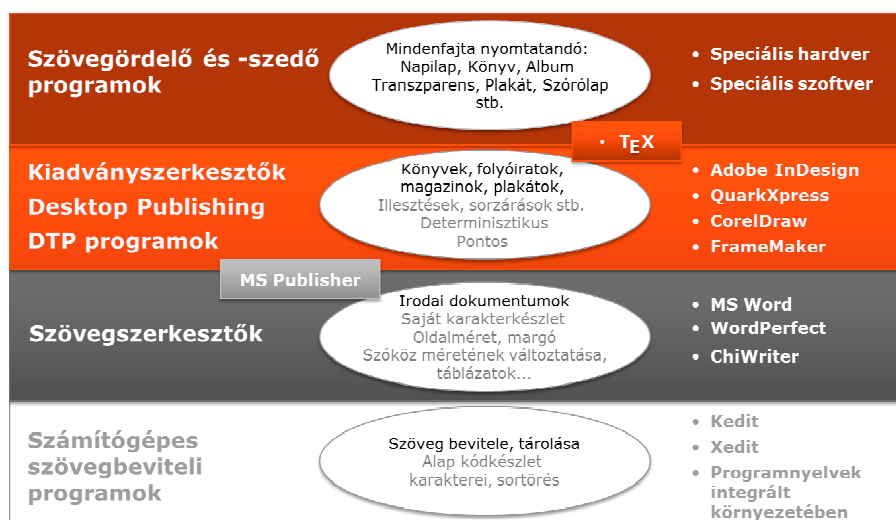 Szövegördelő és -szedő
programok
Mindenfajta nyomtatandó:
Napilap, Könyv, Album
Transzparens, Plakát, Szórólap
stb.
• Speciális hardver
• Speciális szoftver
• TEX
Kiadványszerkesztők
Desktop Publishing
DTP programok
Könyvek, folyóiratok,
magazinok, plakátok,
Illesztések, sorzárások stb.
Determinisztikus
Pontos
• Adobe InDesign
• QuarkXpress
• CorelDraw
• FrameMaker
MS Publisher
Szövegszerkesztők
Irodai dokumentumok
Saját karakterkészlet
Oldalméret, margó
Szóköz méretének változtatása,
táblázatok...
• MS Word
• WordPerfect
• ChiWriter
Számítógépes
szövegbeviteli
programok
Szöveg bevitele, tárolása
Alap kódkészlet
karakterei, sortörés
• Kedit
• Xedit
• Programnyelvek
integrált
környezetében